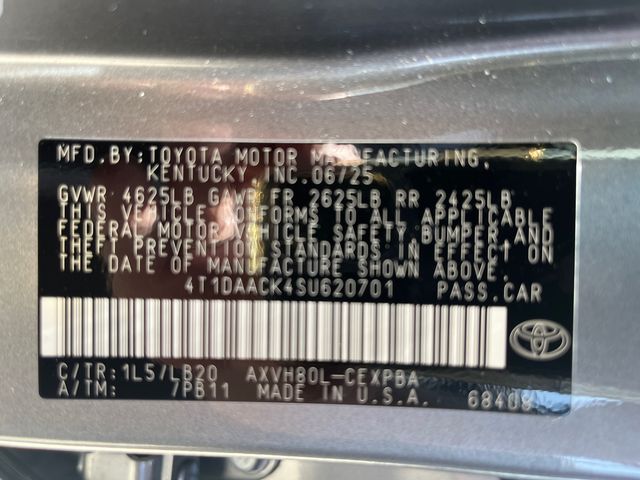 MFD.BY:TOYOTA MOTOR MANUFACTURING,
KENTUCKY, INC.06/25
GVWR 4625LB GAWR FR 2625LB RR 2425LB
THIS VEHICLE CONFORMS TO ALL APPLICABLE
FEDERAL MOTOR VEHICLE SAFETY,BUMPER AND
THEFT PREVENTION STANDARDS IN EFFECT ON
THE DATE OF MANUFACTURE SHOWN ABOVE.
4T1DAACK4SU620701 PASS.CAR
C/TR:1L5/LB20 AXVH80L-CEXPBA
A/TM: 7PB11 MADE IN U.S.A. 68409